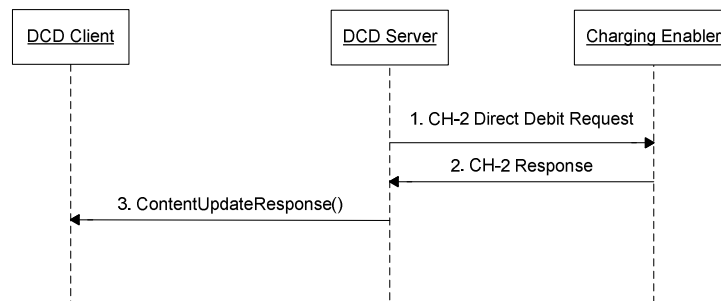 DCD Client
DCD Server
Charging Enabler
1. CH-2 Direct Debit Request
2. CH-2 Response
3. ContentUpdateResponse()